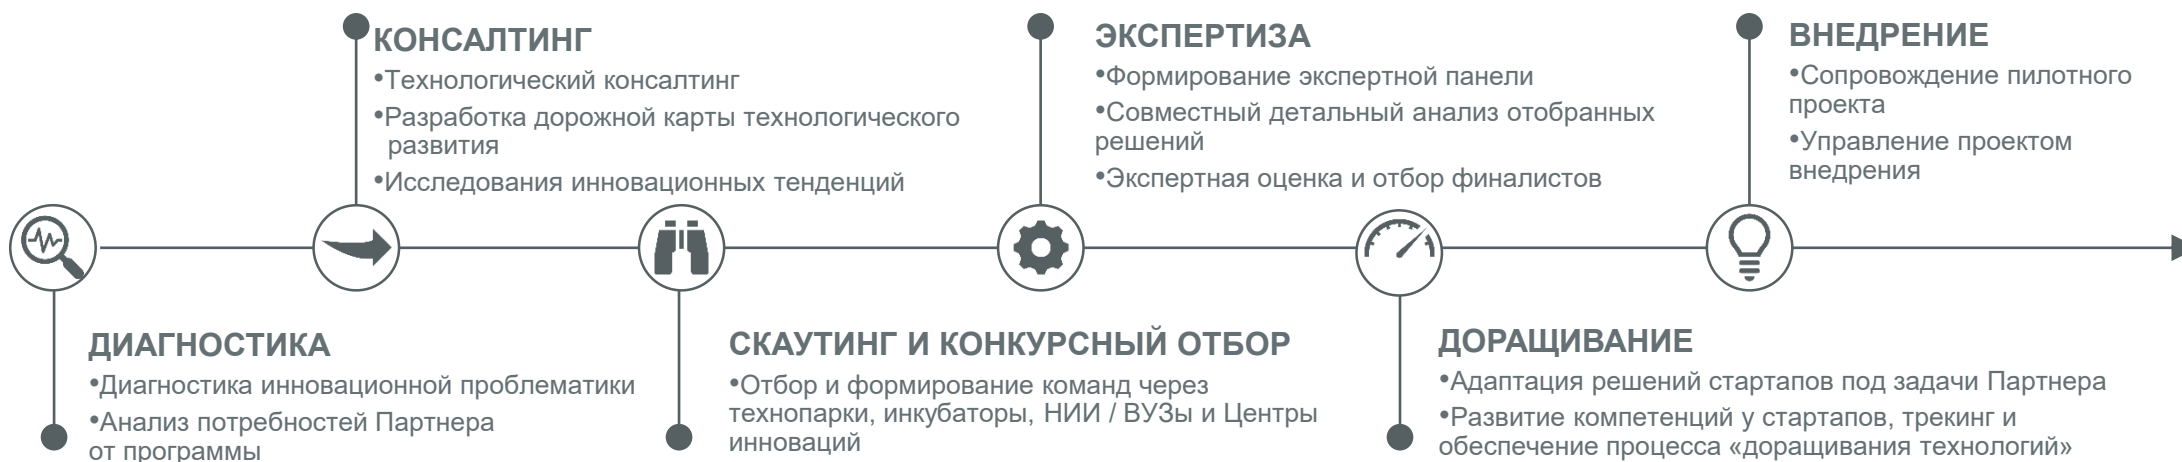 КОНСАЛТИНГ
•Технологический консалтинг
•Разработка дорожной карты технологического
развития
•Исследования инновационных тенденций
ЭКСПЕРТИЗА
•Формирование экспертной панели
•Совместный детальный анализ отобранных
решений
•Экспертная оценка и отбор финалистов
ВНЕДРЕНИЕ
•Сопровождение пилотного
проекта
•Управление проектом
внедрения
ДИАГНОСТИКА
•Диагностика инновационной проблематики
•Анализ потребностей Партнера
от программы
СКАУТИНГ И КОНКУРСНЫЙ ОТБОР
•Отбор и формирование команд через
технопарки, инкубаторы, НИИ / ВУЗы и Центры
инноваций
ДОРАЩИВАНИЕ
•Адаптация решений стартапов под задачи Партнера
•Развитие компетенций у стартапов, трекинг и
обеспечение процесса «доращивания технологий»